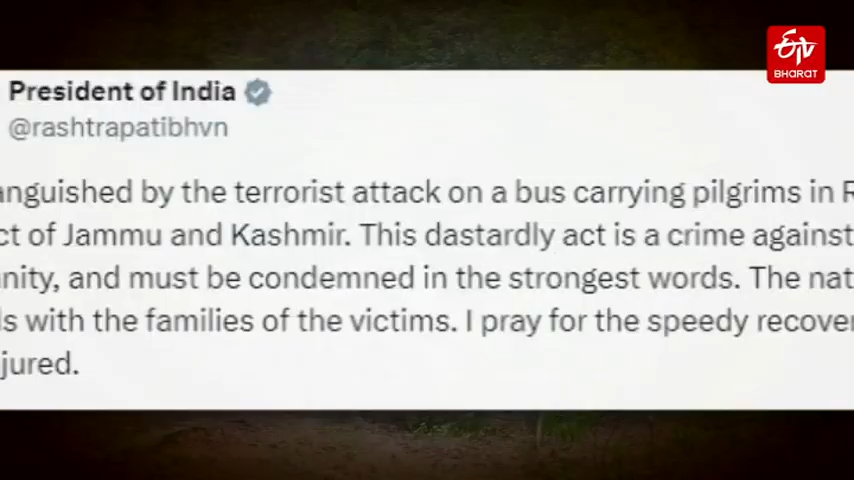 ETV
BHARAT
President of India
@rashtrapatibhvn
anguished by the terrorist attack on a bus carrying pilgrims in R
ct of Jammu and Kashmir. This dastardly act is a crime against
nity, and must be condemned in the strongest words. The nat
ls with the families of the victims. I pray for the speedy recover
jured.